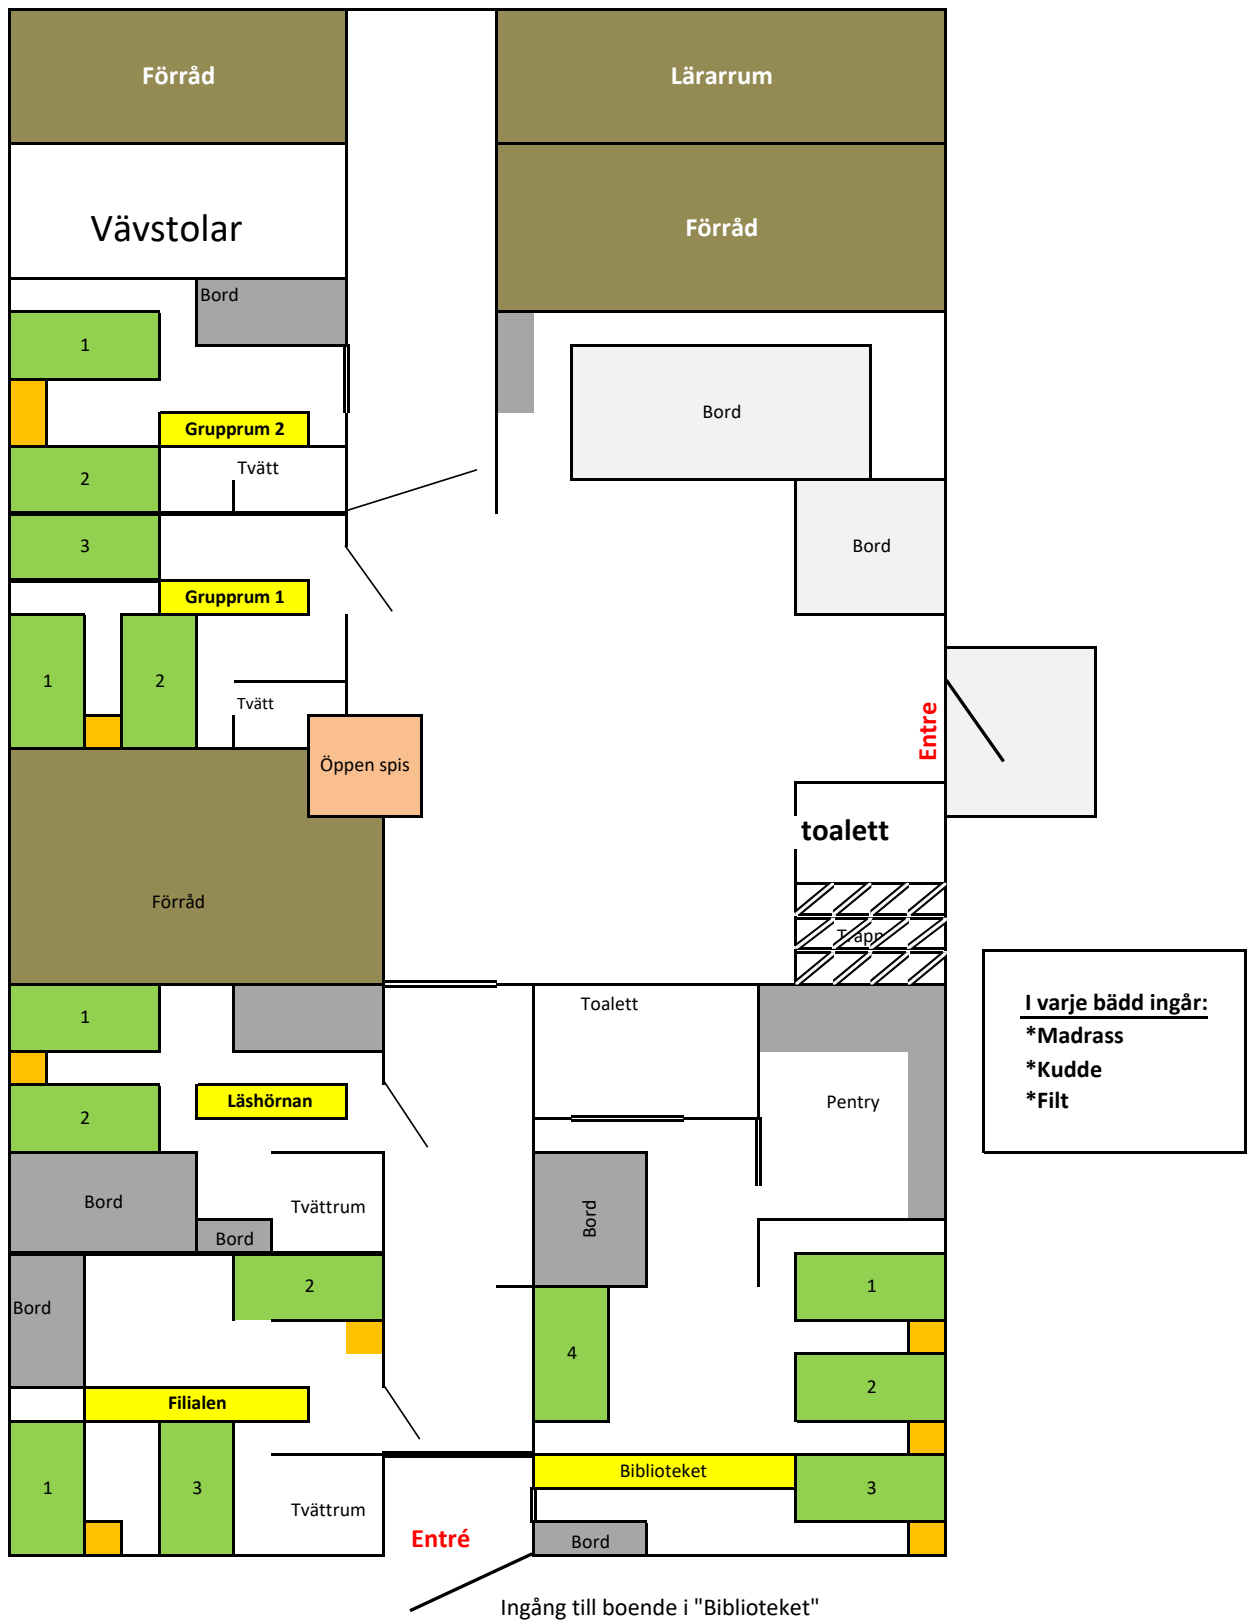 Förråd
Lärarrum
Vävstolar
Förråd
Bord
1
Bord
Grupprum 2
Tvätt
2
3
Bord
Grupprum 1
1
2
Tvätt
Entre
Öppen spis
toalett
Förråd
Trapp
1
Toalett
I varje bädd ingår:
*Madrass
*Kudde
*Filt
Läshörnan
2
Pentry
Bord
Tvättrum
Bord
Bord
2
1
Bord
4
2
Filialen
1
3
Biblioteket
3
Tvättrum
Entré
Bord
Ingång till boende i "Biblioteket"